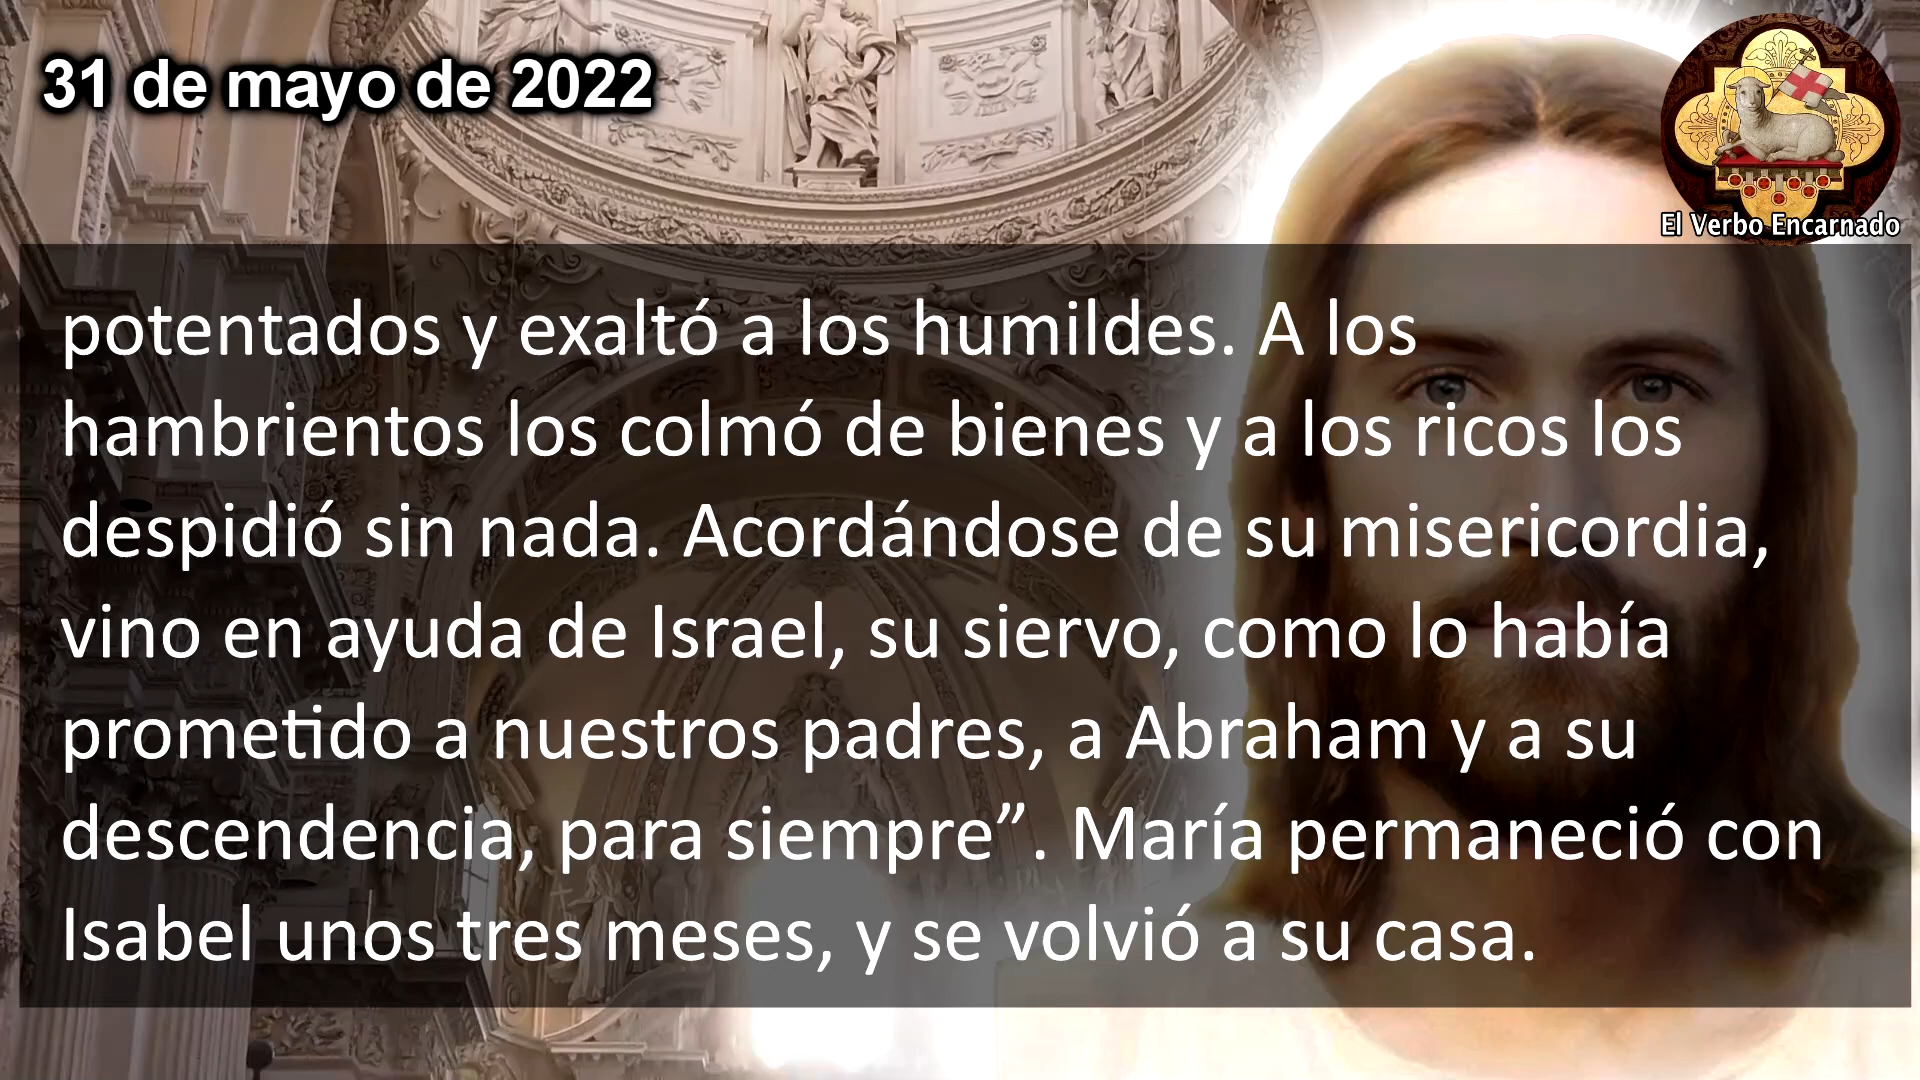 31 de mayo de 2022
El Verbo Encarnado
potentados y exaltó a los humildes. A los
hambrientos los colmó de bienes y a los ricos los
despidió sin nada. Acordándose de su misericordia,
vino en ayuda de Israel, su siervo, como lo había
prometido a nuestros padres, a Abraham y a su
descendencia, para siempre”. María permaneció con
Isabel unos tres meses, y se volvió a su casa.